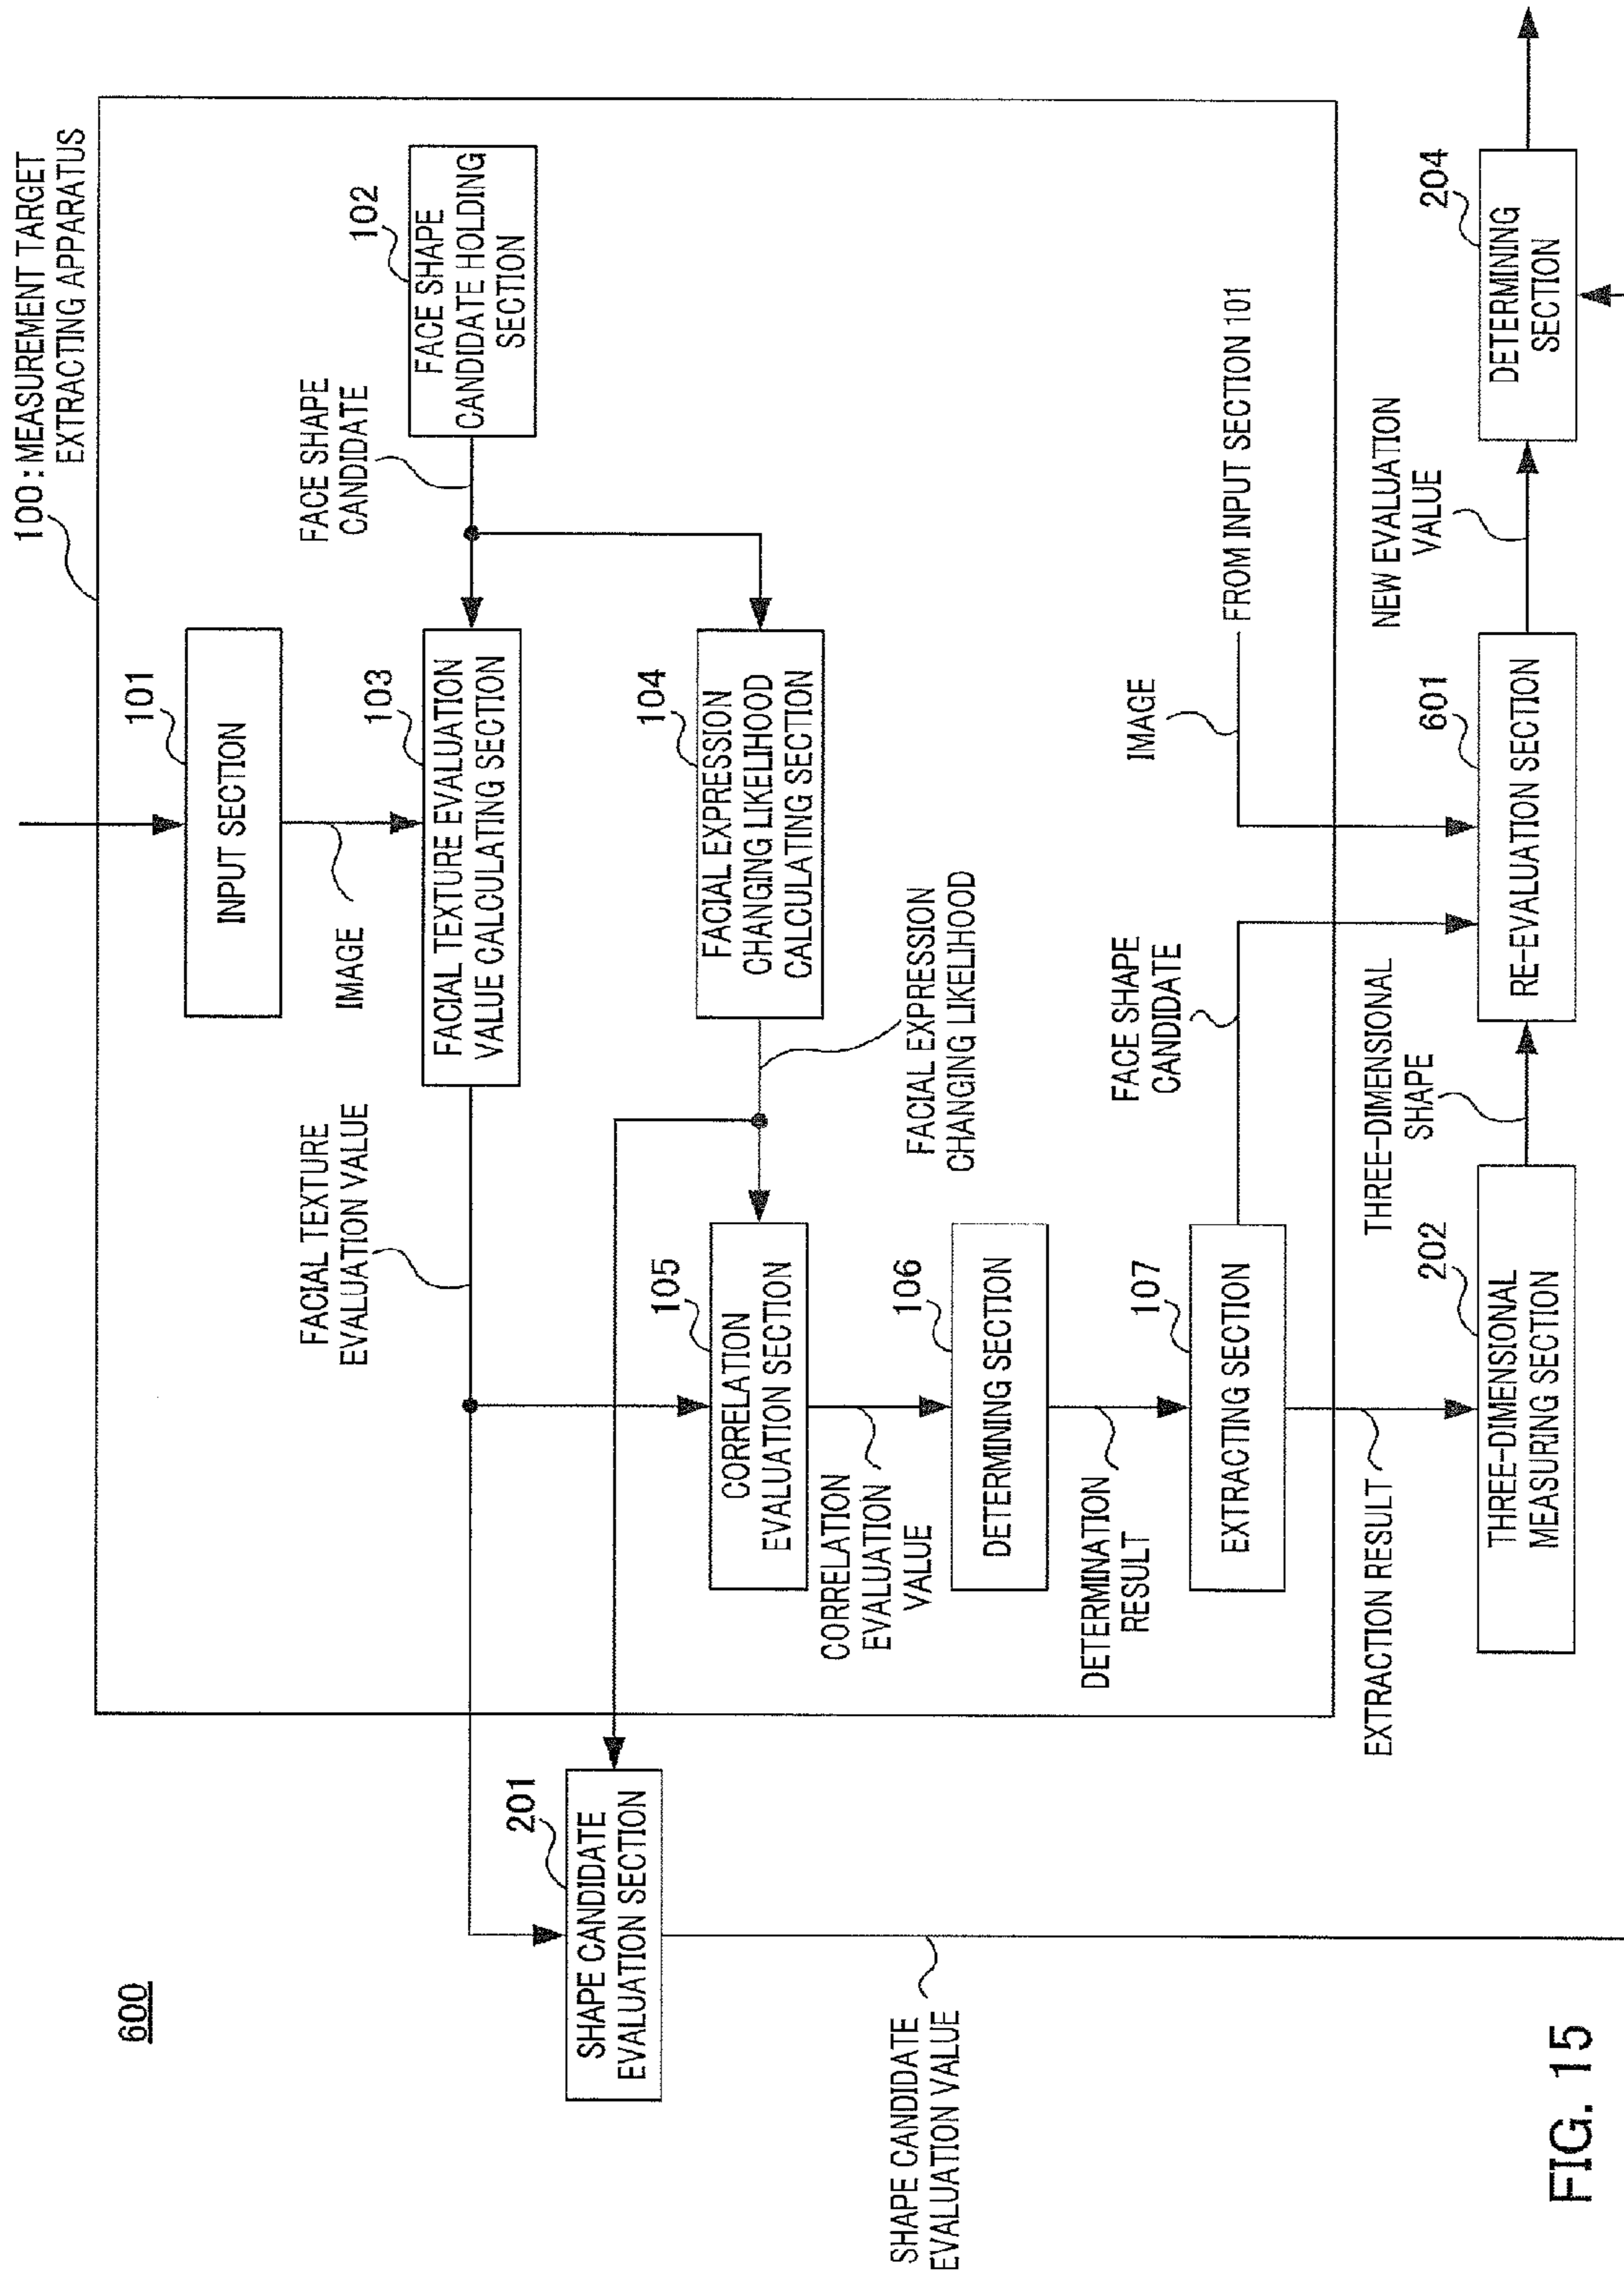 600
100:MEASUREMENT TARGET
EXTRACTING APPARATUS
101
INPUT SECTION
IMAGE
FACE SHAPE
CANDIDATE
102
FACE SHAPE
CANDIDATE HOLDING
SECTION
103
FACIAL TEXTURE EVALUATION
VALUE CALCULATING SECTION
FACIAL TEXTURE
EVALUATION VALUE
104
FACIAL EXPRESSION
CHANGING LIKELIHOOD
CALCULATING SECTION
FACIAL EXPRESSION
CHANGING LIKELIHOOD
201
SHAPE CANDIDATE
EVALUATION SECTION
SHAPE CANDIDATE
EVALUATION VALUE
105
CORRELATION
EVALUATION SECTION
CORRELATION
EVALUATION
VALUE
106
DETERMINING SECTION
DETERMINATION
RESULT
107
EXTRACTING SECTION
FACE SHAPE
CANDIDATE
IMAGE
FROM INPUT SECTION 101
EXTRACTION RESULT
202
THREE-DIMENSIONAL
MEASURING SECTION
THREE-DIMENSIONAL
SHAPE
601
RE-EVALUATION SECTION
NEW EVALUATION
VALUE
204
DETERMINING
SECTION
FIG. 15